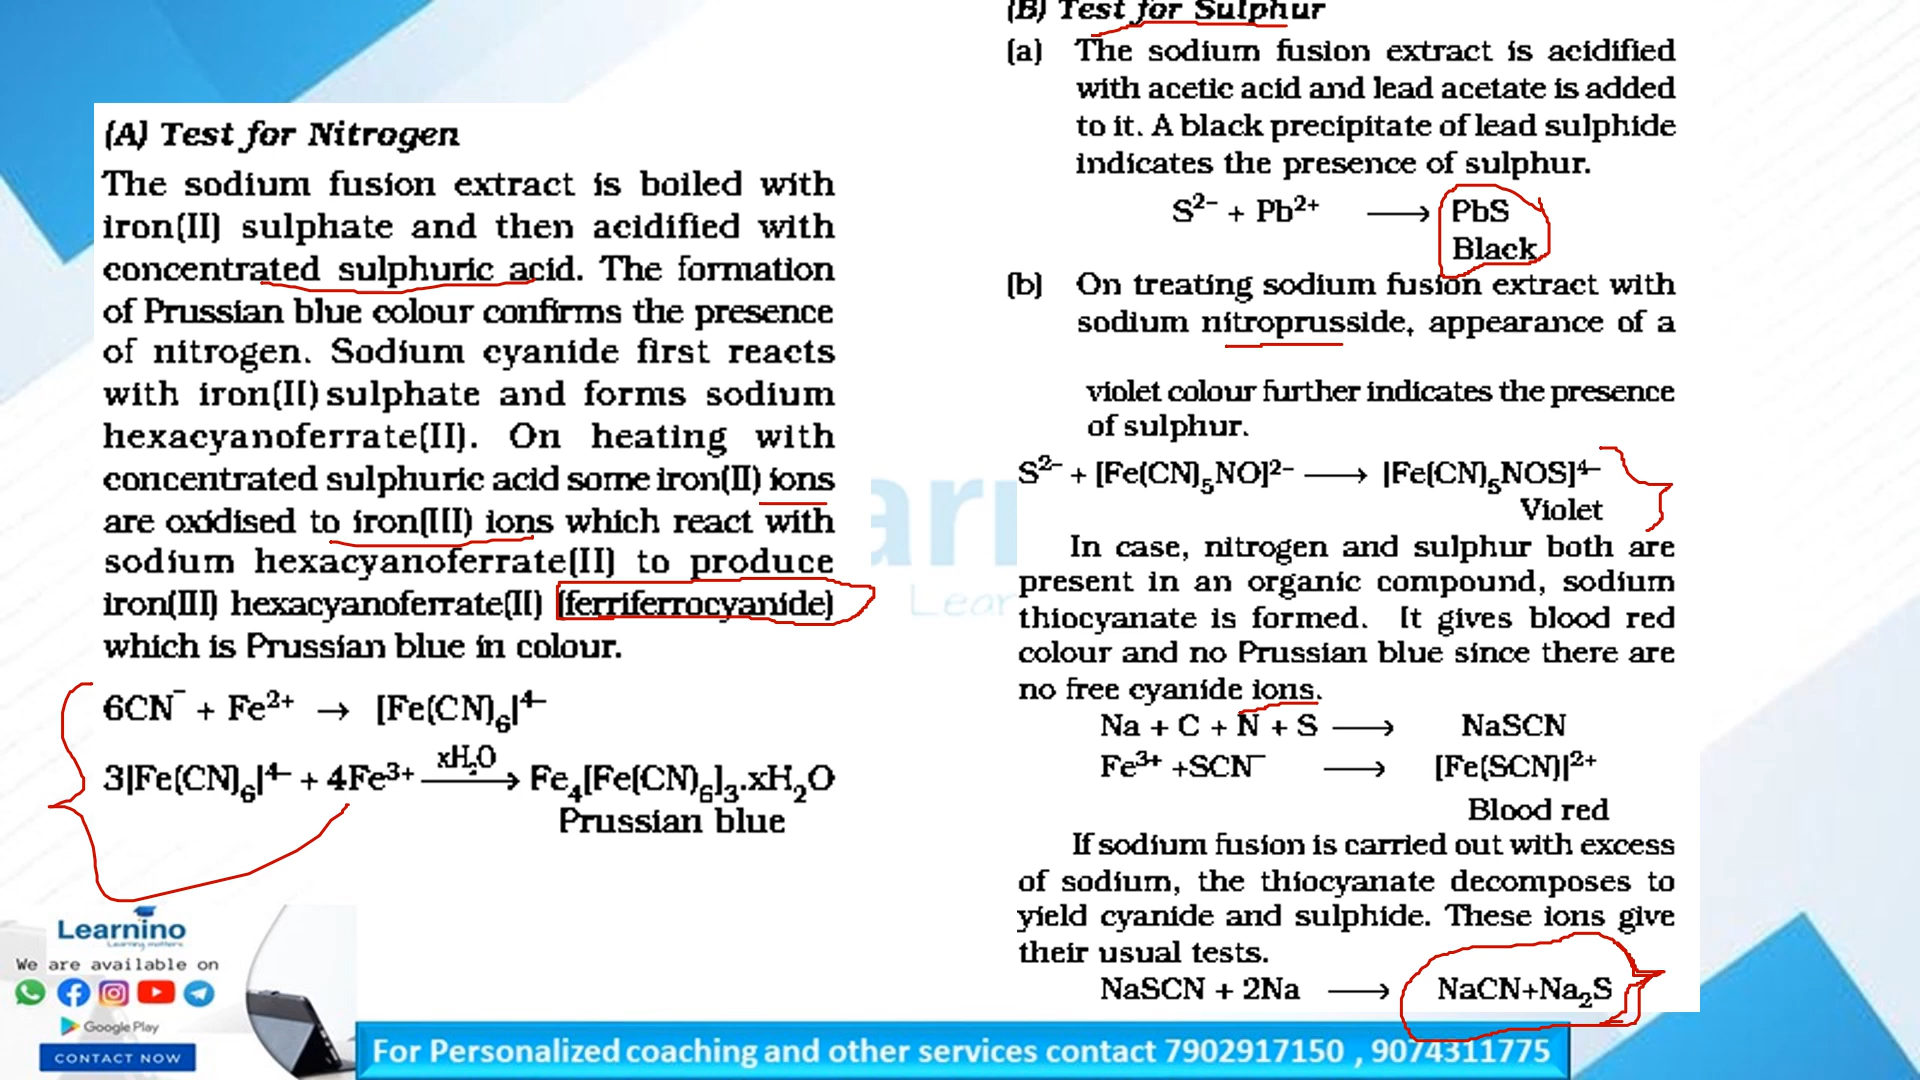 (A) Test for Nitrogen
The sodium fusion extract is boiled with
iron(II) sulphate and then acidified with
concentrated sulphuric acid. The formation
of Prussian blue colour confirms the presence
of nitrogen. Sodium cyanide first reacts
with iron(II) sulphate and forms sodium
hexacyanoferrate(II). On heating with
concentrated sulphuric acid some iron(II) ions
are oxidised to iron(III) ions which react with
sodium hexacyanoferrate(II) to produce
iron(III) hexacyanoferrate(II) (ferriferrocyanide)
which is Prussian blue in colour.
6CN⁻ + Fe²⁺ → [Fe(CN)₆]⁴⁻
3[Fe(CN)₆]⁴⁻ + 4Fe³⁺ xH₂O ⟶ Fe₄[Fe(CN)₆]₃.xH₂O
Prussian blue
(B) Test for Sulphur
(a) The sodium fusion extract is acidified
with acetic acid and lead acetate is added
to it. A black precipitate of lead sulphide
indicates the presence of sulphur.
S²⁻ + Pb²⁺ ⟶ PbS
Black
(b) On treating sodium fusion extract with
sodium nitroprusside, appearance of a
violet colour further indicates the presence
of sulphur.
S²⁻ + [Fe(CN)₅NO]²⁻ ⟶ [Fe(CN)₅NOS]⁴⁻
Violet
In case, nitrogen and sulphur both are
present in an organic compound, sodium
thiocyanate is formed. It gives blood red
colour and no Prussian blue since there are
no free cyanide ions.
Na + C + N + S ⟶ NaSCN
Fe³⁺ +SCN⁻ ⟶ [Fe(SCN)]²⁺
Blood red
If sodium fusion is carried out with excess
of sodium, the thiocyanate decomposes to
yield cyanide and sulphide. These ions give
their usual tests.
NaSCN + 2Na ⟶ NaCN+Na₂S
arn
Lear
Learnino
Learning matters
We are available on
Google Play
CONTACT NOW
For Personalized coaching and other services contact 7902917150 , 9074311775